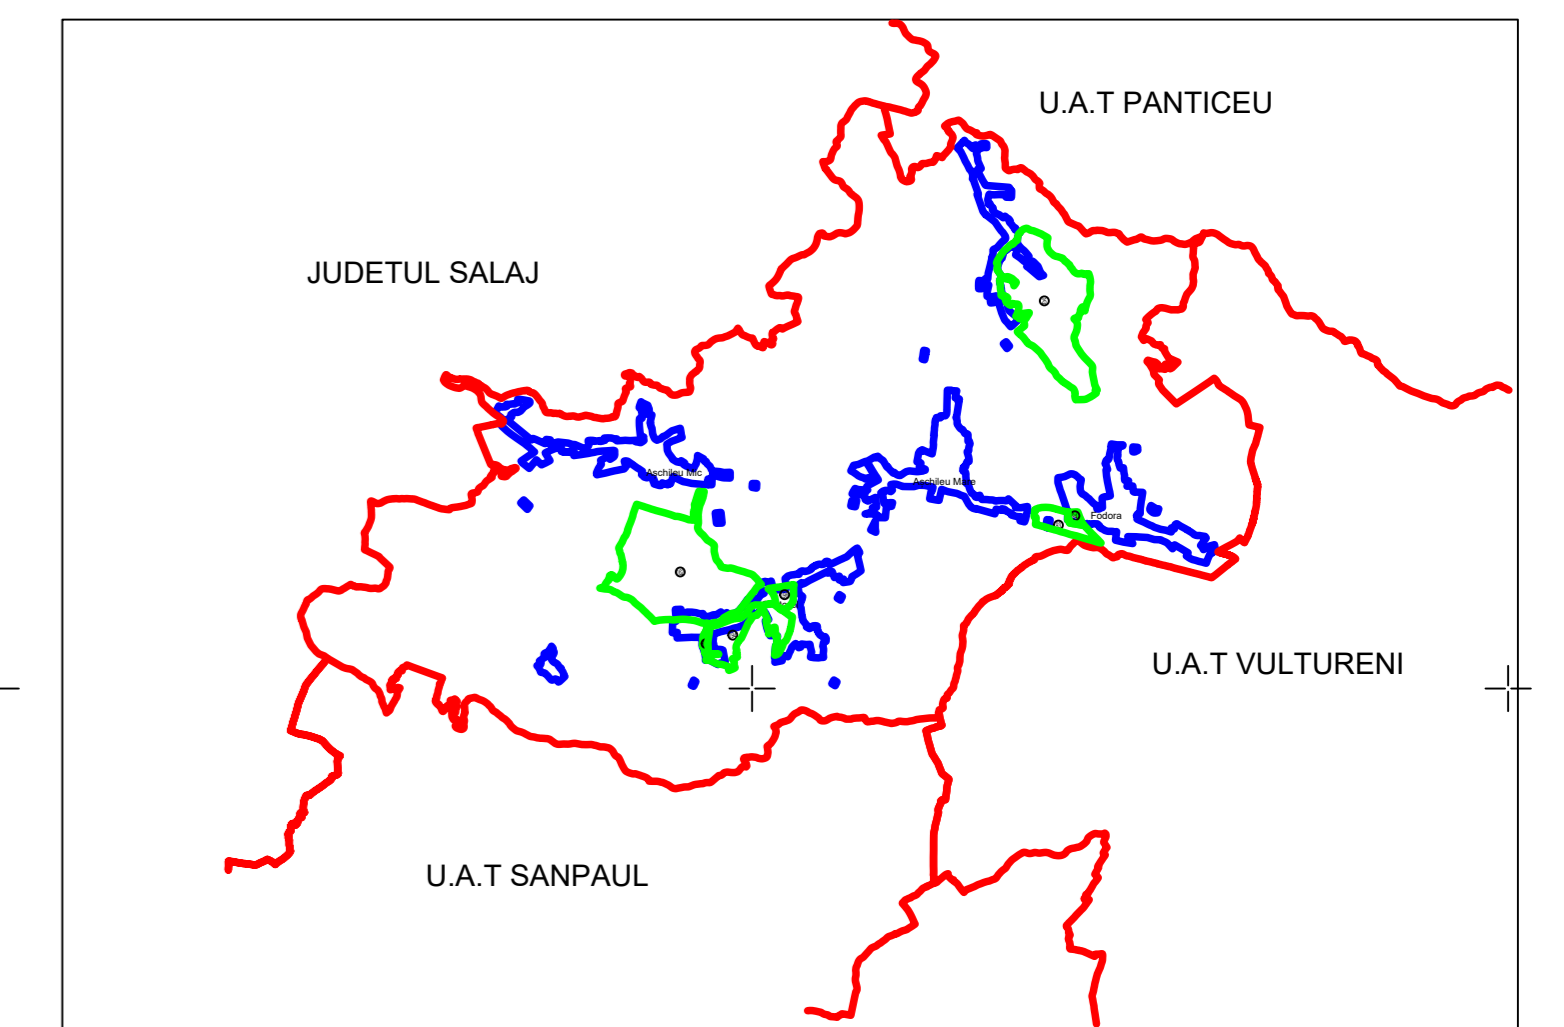 U.A.T PANTICEU
JUDETUL SALAJ
Aschileu Mic
Aschileu Mare
Fodora
U.A.T VULTURENI
U.A.T SANPAUL